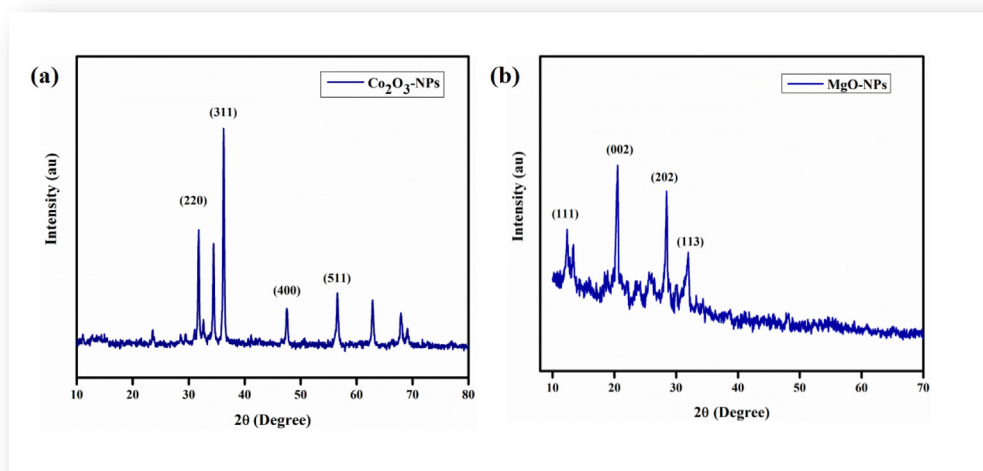 (a)
Co₂O₃-NPs
(311)
(220)
(400)
(511)
Intensity (au)
10 20 30 40 50 60 70 80
2θ (Degree)
(b)
MgO-NPs
(002)
(202)
(111)
(113)
Intensity (au)
10 20 30 40 50 60 70
2θ (Degree)